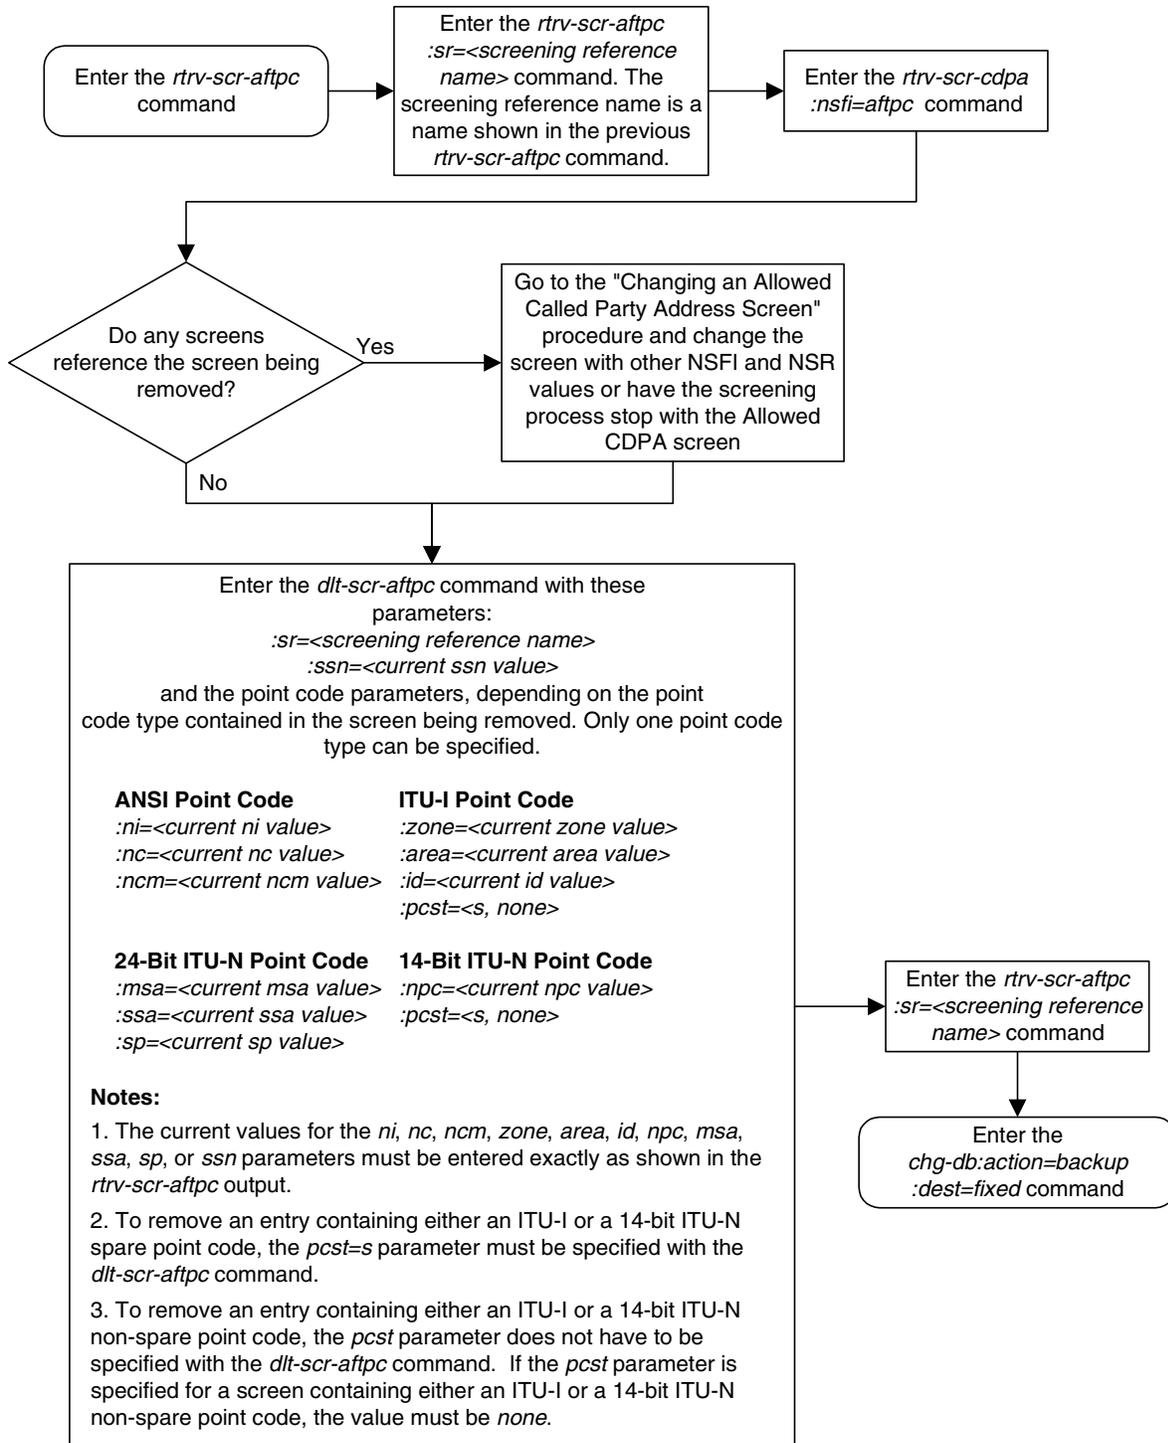 Enter the rtrv-scr-aftpc
command
Enter the rtrv-scr-aftpc
:sr=<screening reference
name> command. The
screening reference name is a
name shown in the previous
rtrv-scr-aftpc command.
Enter the rtrv-scr-cdpa
:nsfi=aftpc command
Do any screens
reference the screen being
removed?
Yes
No
Go to the "Changing an Allowed
Called Party Address Screen"
procedure and change the
screen with other NSFI and NSR
values or have the screening
process stop with the Allowed
CDPA screen
Enter the dlt-scr-aftpc command with these
parameters:
:sr=<screening reference name>
:ssn=<current ssn value>
and the point code parameters, depending on the point
code type contained in the screen being removed. Only one point code
type can be specified.
ANSI Point Code
:ni=<current ni value>
:nc=<current nc value>
:ncm=<current ncm value>
ITU-I Point Code
:zone=<current zone value>
:area=<current area value>
:id=<current id value>
:pcst=<s, none>
24-Bit ITU-N Point Code
:msa=<current msa value>
:ssa=<current ssa value>
:sp=<current sp value>
14-Bit ITU-N Point Code
:npc=<current npc value>
:pcst=<s, none>
Notes:
1. The current values for the ni, nc, ncm, zone, area, id, npc, msa,
ssa, sp, or ssn parameters must be entered exactly as shown in the
rtrv-scr-aftpc output.
2. To remove an entry containing either an ITU-I or a 14-bit ITU-N
spare point code, the pcst=s parameter must be specified with the
dlt-scr-aftpc command.
3. To remove an entry containing either an ITU-I or a 14-bit ITU-N
non-spare point code, the pcst parameter does not have to be
specified with the dlt-scr-aftpc command. If the pcst parameter is
specified for a screen containing either an ITU-I or a 14-bit ITU-N
non-spare point code, the value must be none.
Enter the rtrv-scr-aftpc
:sr=<screening reference
name> command
Enter the
chg-db:action=backup
:dest=fixed command